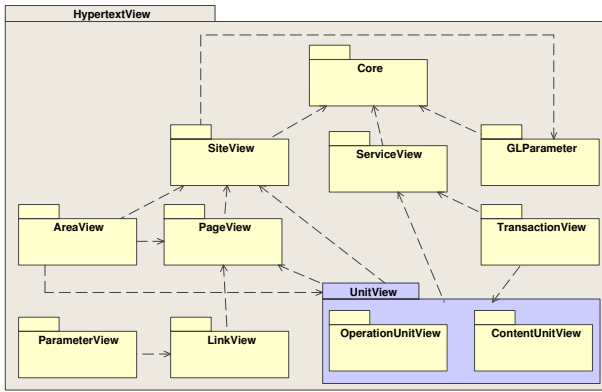 HypertextView
Core
SiteView
ServiceView
GLParameter
AreaView
PageView
TransactionView
UnitView
OperationUnitView
ContentUnitView
ParameterView
LinkView